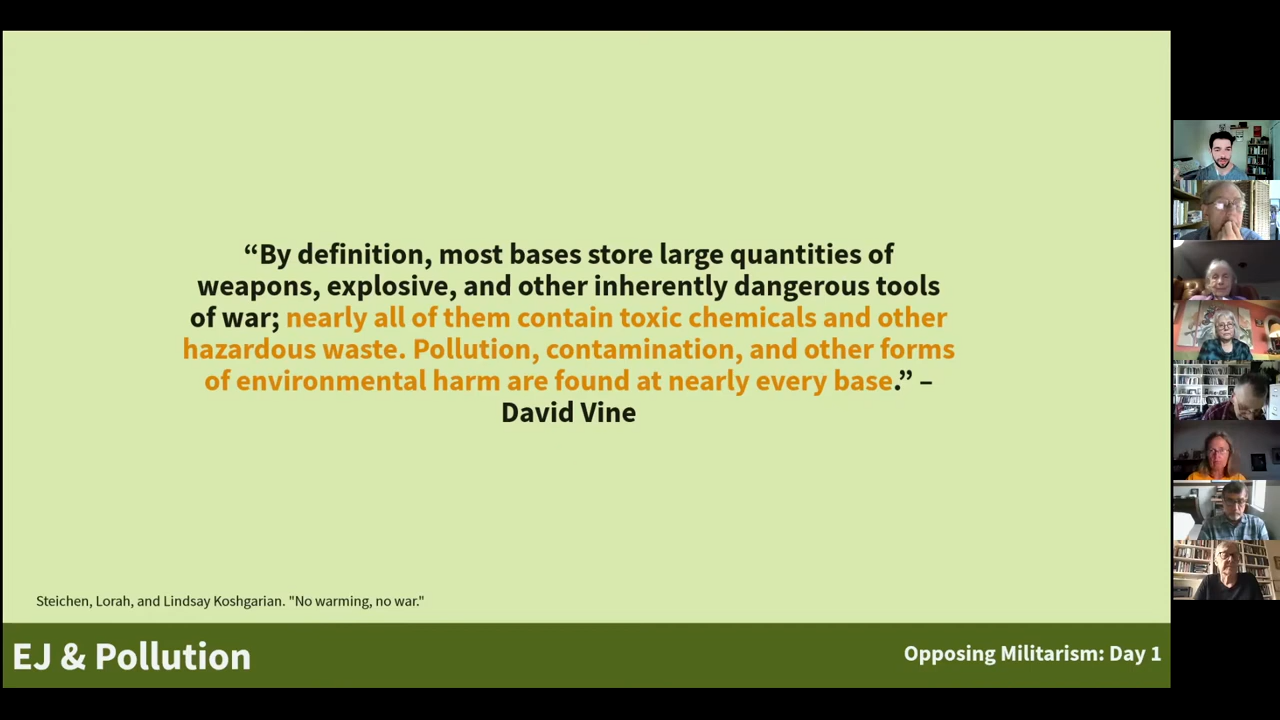 “By definition, most bases store large quantities of
weapons, explosive, and other inherently dangerous tools
of war; nearly all of them contain toxic chemicals and other
hazardous waste. Pollution, contamination, and other forms
of environmental harm are found at nearly every base.” –
David Vine
Steichen, Lorah, and Lindsay Koshgarian. "No warming, no war."
EJ & Pollution
Opposing Militarism: Day 1